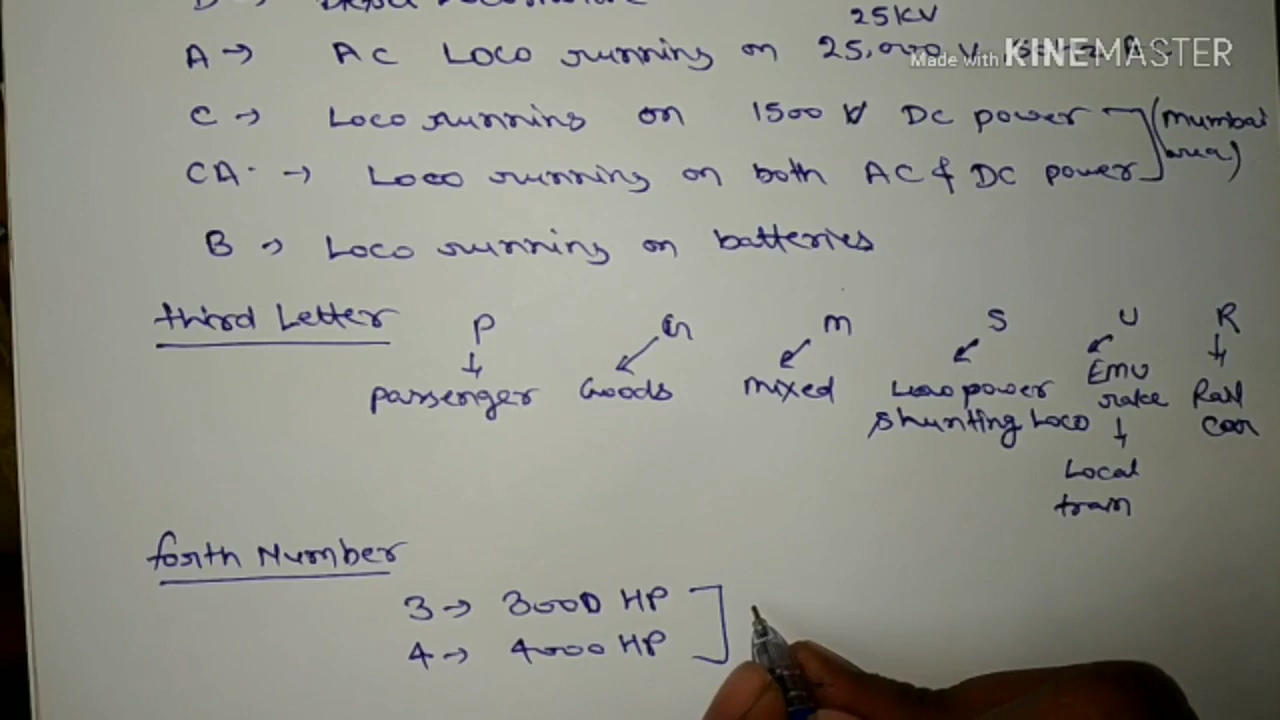 D → Diesel Locomotive
25KV
A → AC Loco running on 25,000 V
Made with KINEMASTER
C → Loco running on 1500 V DC power (mumbai area)
CA → Loco running on both AC & DC power
B → Loco running on batteries
third Letter P G M S U R
↓ passenger Goods mixed Low power shunting Loco EMU rake ↓ Local train Rail car
forth Number
3 → 3000 HP
4 → 4000 HP